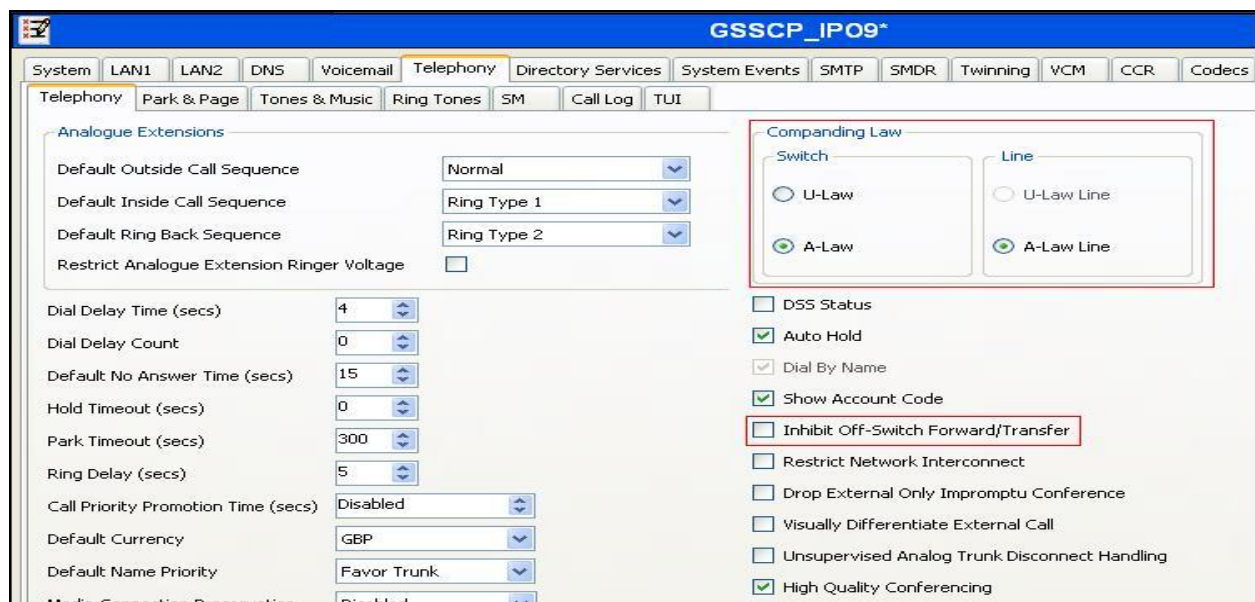 GSSCP_IPO9*
System LAN1 LAN2 DNS Voicemail Telephony Directory Services System Events SMTP SMDR Twinning VCM CCR Codecs
Telephony Park & Page Tones & Music Ring Tones SM Call Log TUI
Analogue Extensions
Default Outside Call Sequence Normal
Default Inside Call Sequence Ring Type 1
Default Ring Back Sequence Ring Type 2
Restrict Analogue Extension Ringer Voltage
Dial Delay Time (secs) 4
Dial Delay Count 0
Default No Answer Time (secs) 15
Hold Timeout (secs) 0
Park Timeout (secs) 300
Ring Delay (secs) 5
Call Priority Promotion Time (secs) Disabled
Default Currency GBP
Default Name Priority Favor Trunk
Companding Law
Switch Line
U-Law U-Law Line
A-Law A-Law Line
DSS Status
Auto Hold
Dial By Name
Show Account Code
Inhibit Off-Switch Forward/Transfer
Restrict Network Interconnect
Drop External Only Impromptu Conference
Visually Differentiate External Call
Unsupervised Analog Trunk Disconnect Handling
High Quality Conferencing